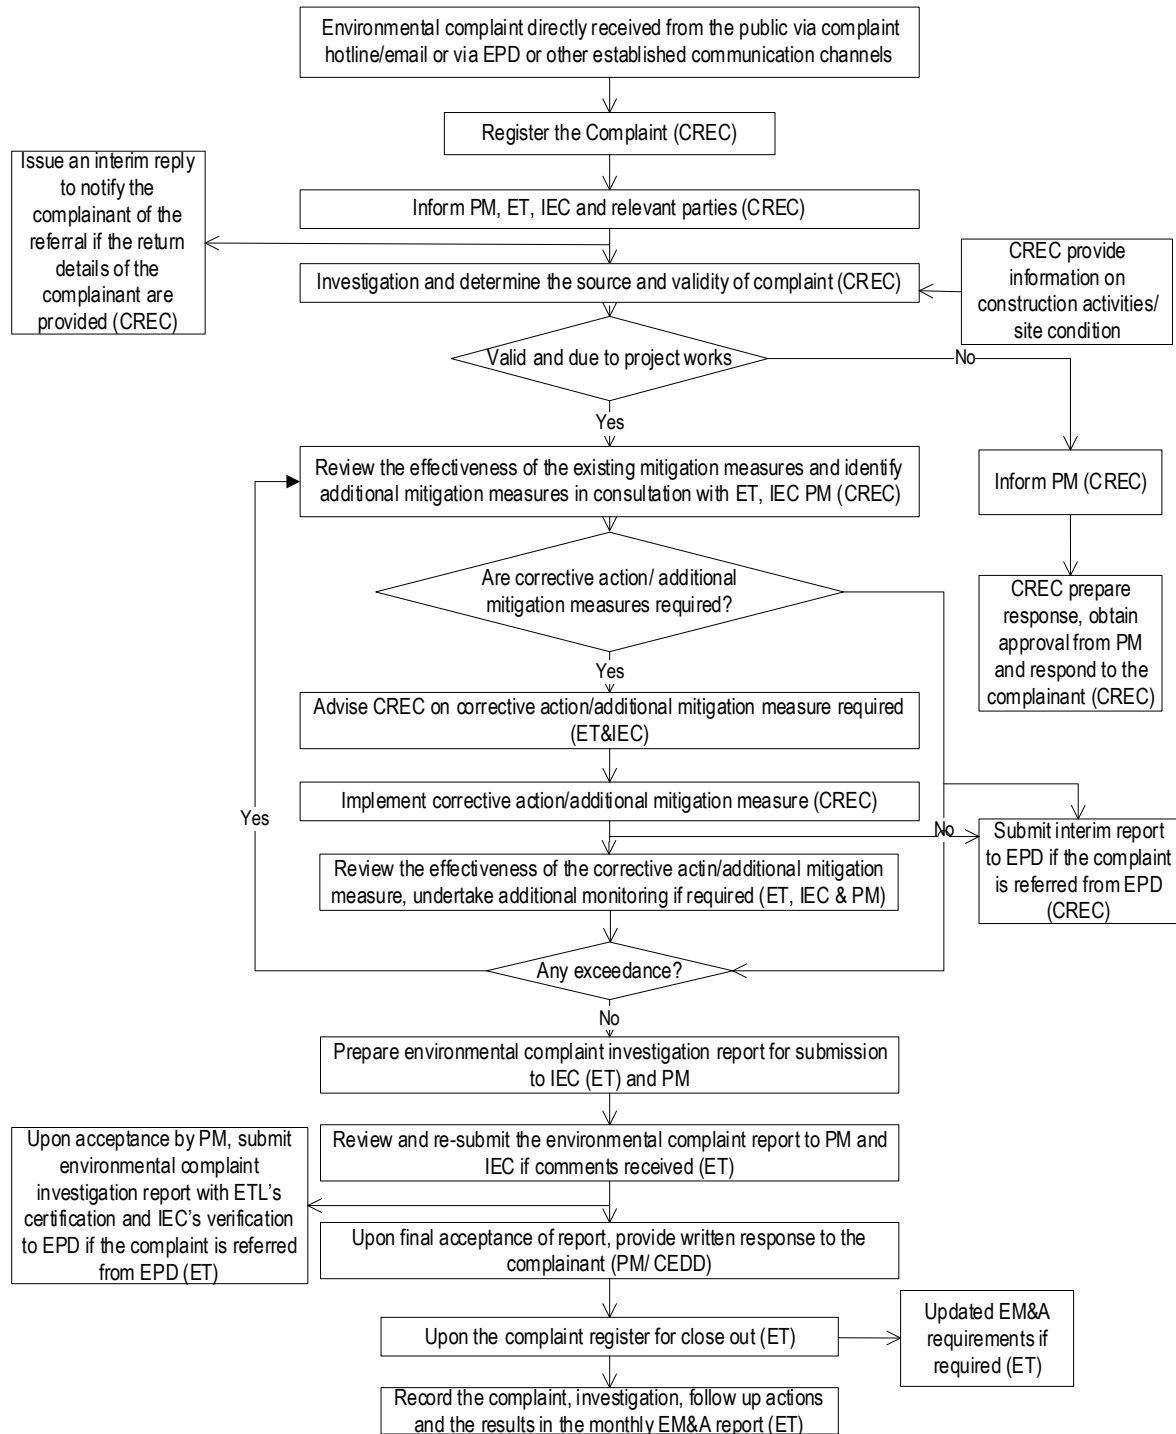 Environmental complaint directly received from the public via complaint
hotline/email or via EPD or other established communication channels
Register the Complaint (CREC)
Issue an interim reply
to notify the
complainant of the
referral if the return
details of the
complainant are
provided (CREC)
Inform PM, ET, IEC and relevant parties (CREC)
Investigation and determine the source and validity of complaint (CREC)
CREC provide
information on
construction activities/
site condition
Valid and due to project works
No
Yes
Review the effectiveness of the existing mitigation measures and identify
additional mitigation measures in consultation with ET, IEC PM (CREC)
Inform PM (CREC)
Are corrective action/ additional
mitigation measures required?
CREC prepare
response, obtain
approval from PM
and respond to the
complainant (CREC)
Yes
Advise CREC on corrective action/additional mitigation measure required
(ET&IEC)
Implement corrective action/additional mitigation measure (CREC)
Yes
No
Submit interim report
to EPD if the complaint
is referred from EPD
(CREC)
Review the effectiveness of the corrective actin/additional mitigation
measure, undertake additional monitoring if required (ET, IEC & PM)
Any exceedance?
No
Prepare environmental complaint investigation report for submission
to IEC (ET) and PM
Review and re-submit the environmental complaint report to PM and
IEC if comments received (ET)
Upon acceptance by PM, submit
environmental complaint
investigation report with ETL's
certification and IEC's verification
to EPD if the complaint is referred
from EPD (ET)
Upon final acceptance of report, provide written response to the
complainant (PM/ CEDD)
Upon the complaint register for close out (ET)
Updated EM&A
requirements if
required (ET)
Record the complaint, investigation, follow up actions
and the results in the monthly EM&A report (ET)